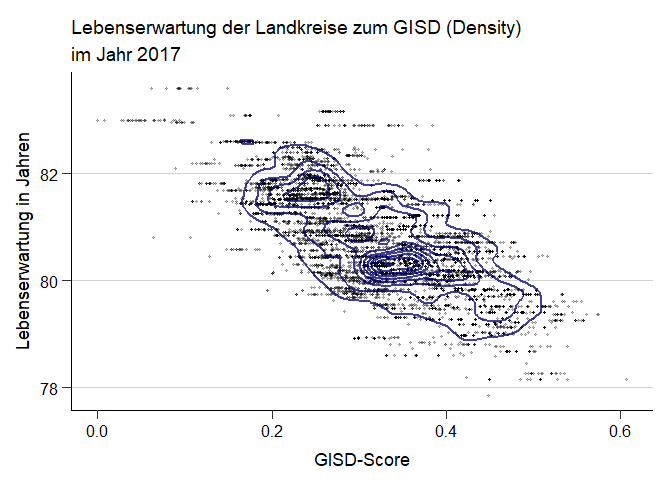 Lebenserwartung der Landkreise zum GISD (Density)
im Jahr 2017
Lebenserwartung in Jahren
82
80
78
0.0 0.2 0.4 0.6
GISD-Score